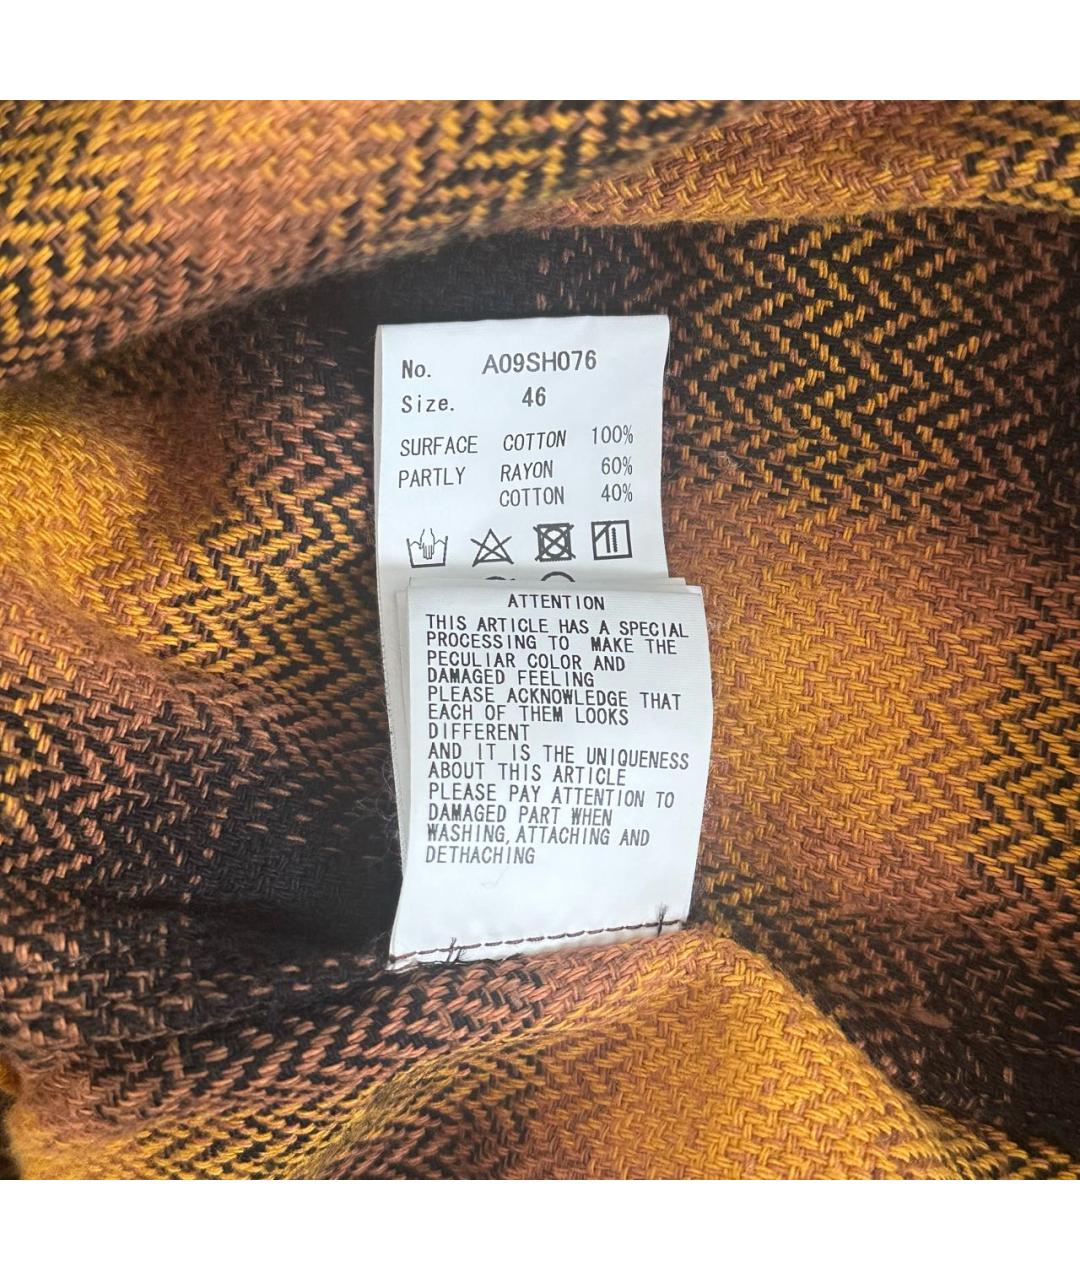 No. A09SH076
Size. 46
SURFACE COTTON 100%
PARTLY RAYON 60%
COTTON 40%
ATTENTION
THIS ARTICLE HAS A SPECIAL
PROCESSING TO MAKE THE
PECULIAR COLOR AND
DAMAGED FEELING
PLEASE ACKNOWLEDGE THAT
EACH OF THEM LOOKS
DIFFERENT
AND IT IS THE UNIQUENESS
ABOUT THIS ARTICLE
PLEASE PAY ATTENTION TO
DAMAGED PART WHEN
WASHING, ATTACHING AND
DETHACHING